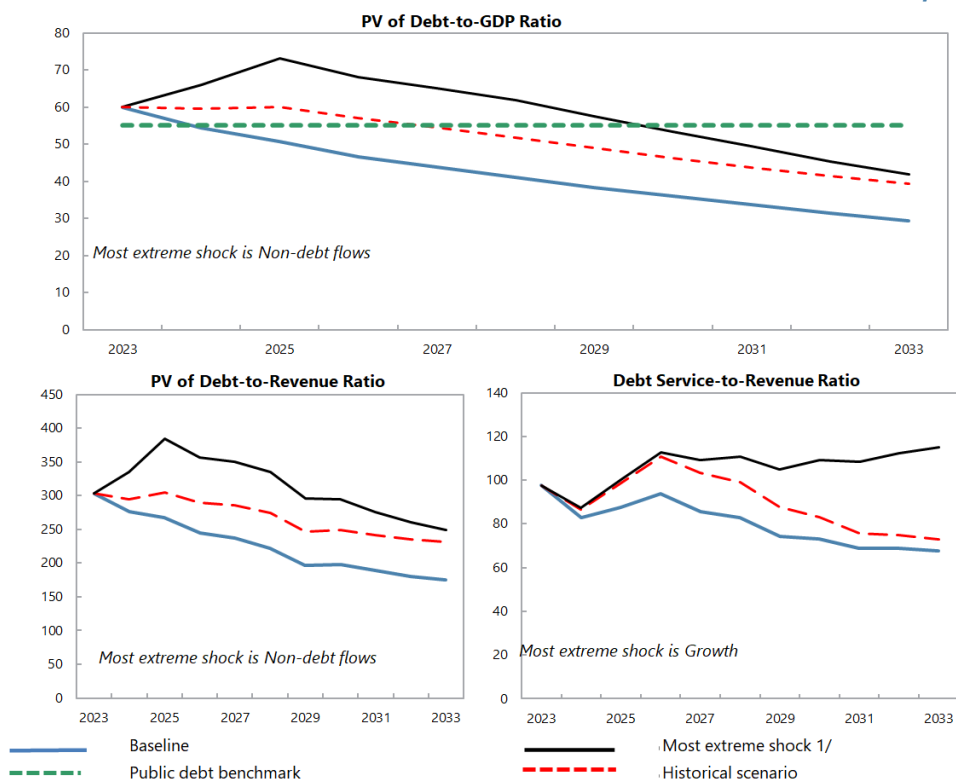 PV of Debt-to-GDP Ratio
80
70
60
50
40
30
20
10
0
Most extreme shock is Non-debt flows
2023 2025 2027 2029 2031 2033
PV of Debt-to-Revenue Ratio
450
400
350
300
250
200
150
100
50
0
Most extreme shock is Non-debt flows
2023 2025 2027 2029 2031 2033
Debt Service-to-Revenue Ratio
140
120
100
80
60
40
20
0
Most extreme shock is Growth
2023 2025 2027 2029 2031 2033
Baseline
Most extreme shock 1/
Public debt benchmark
Historical scenario